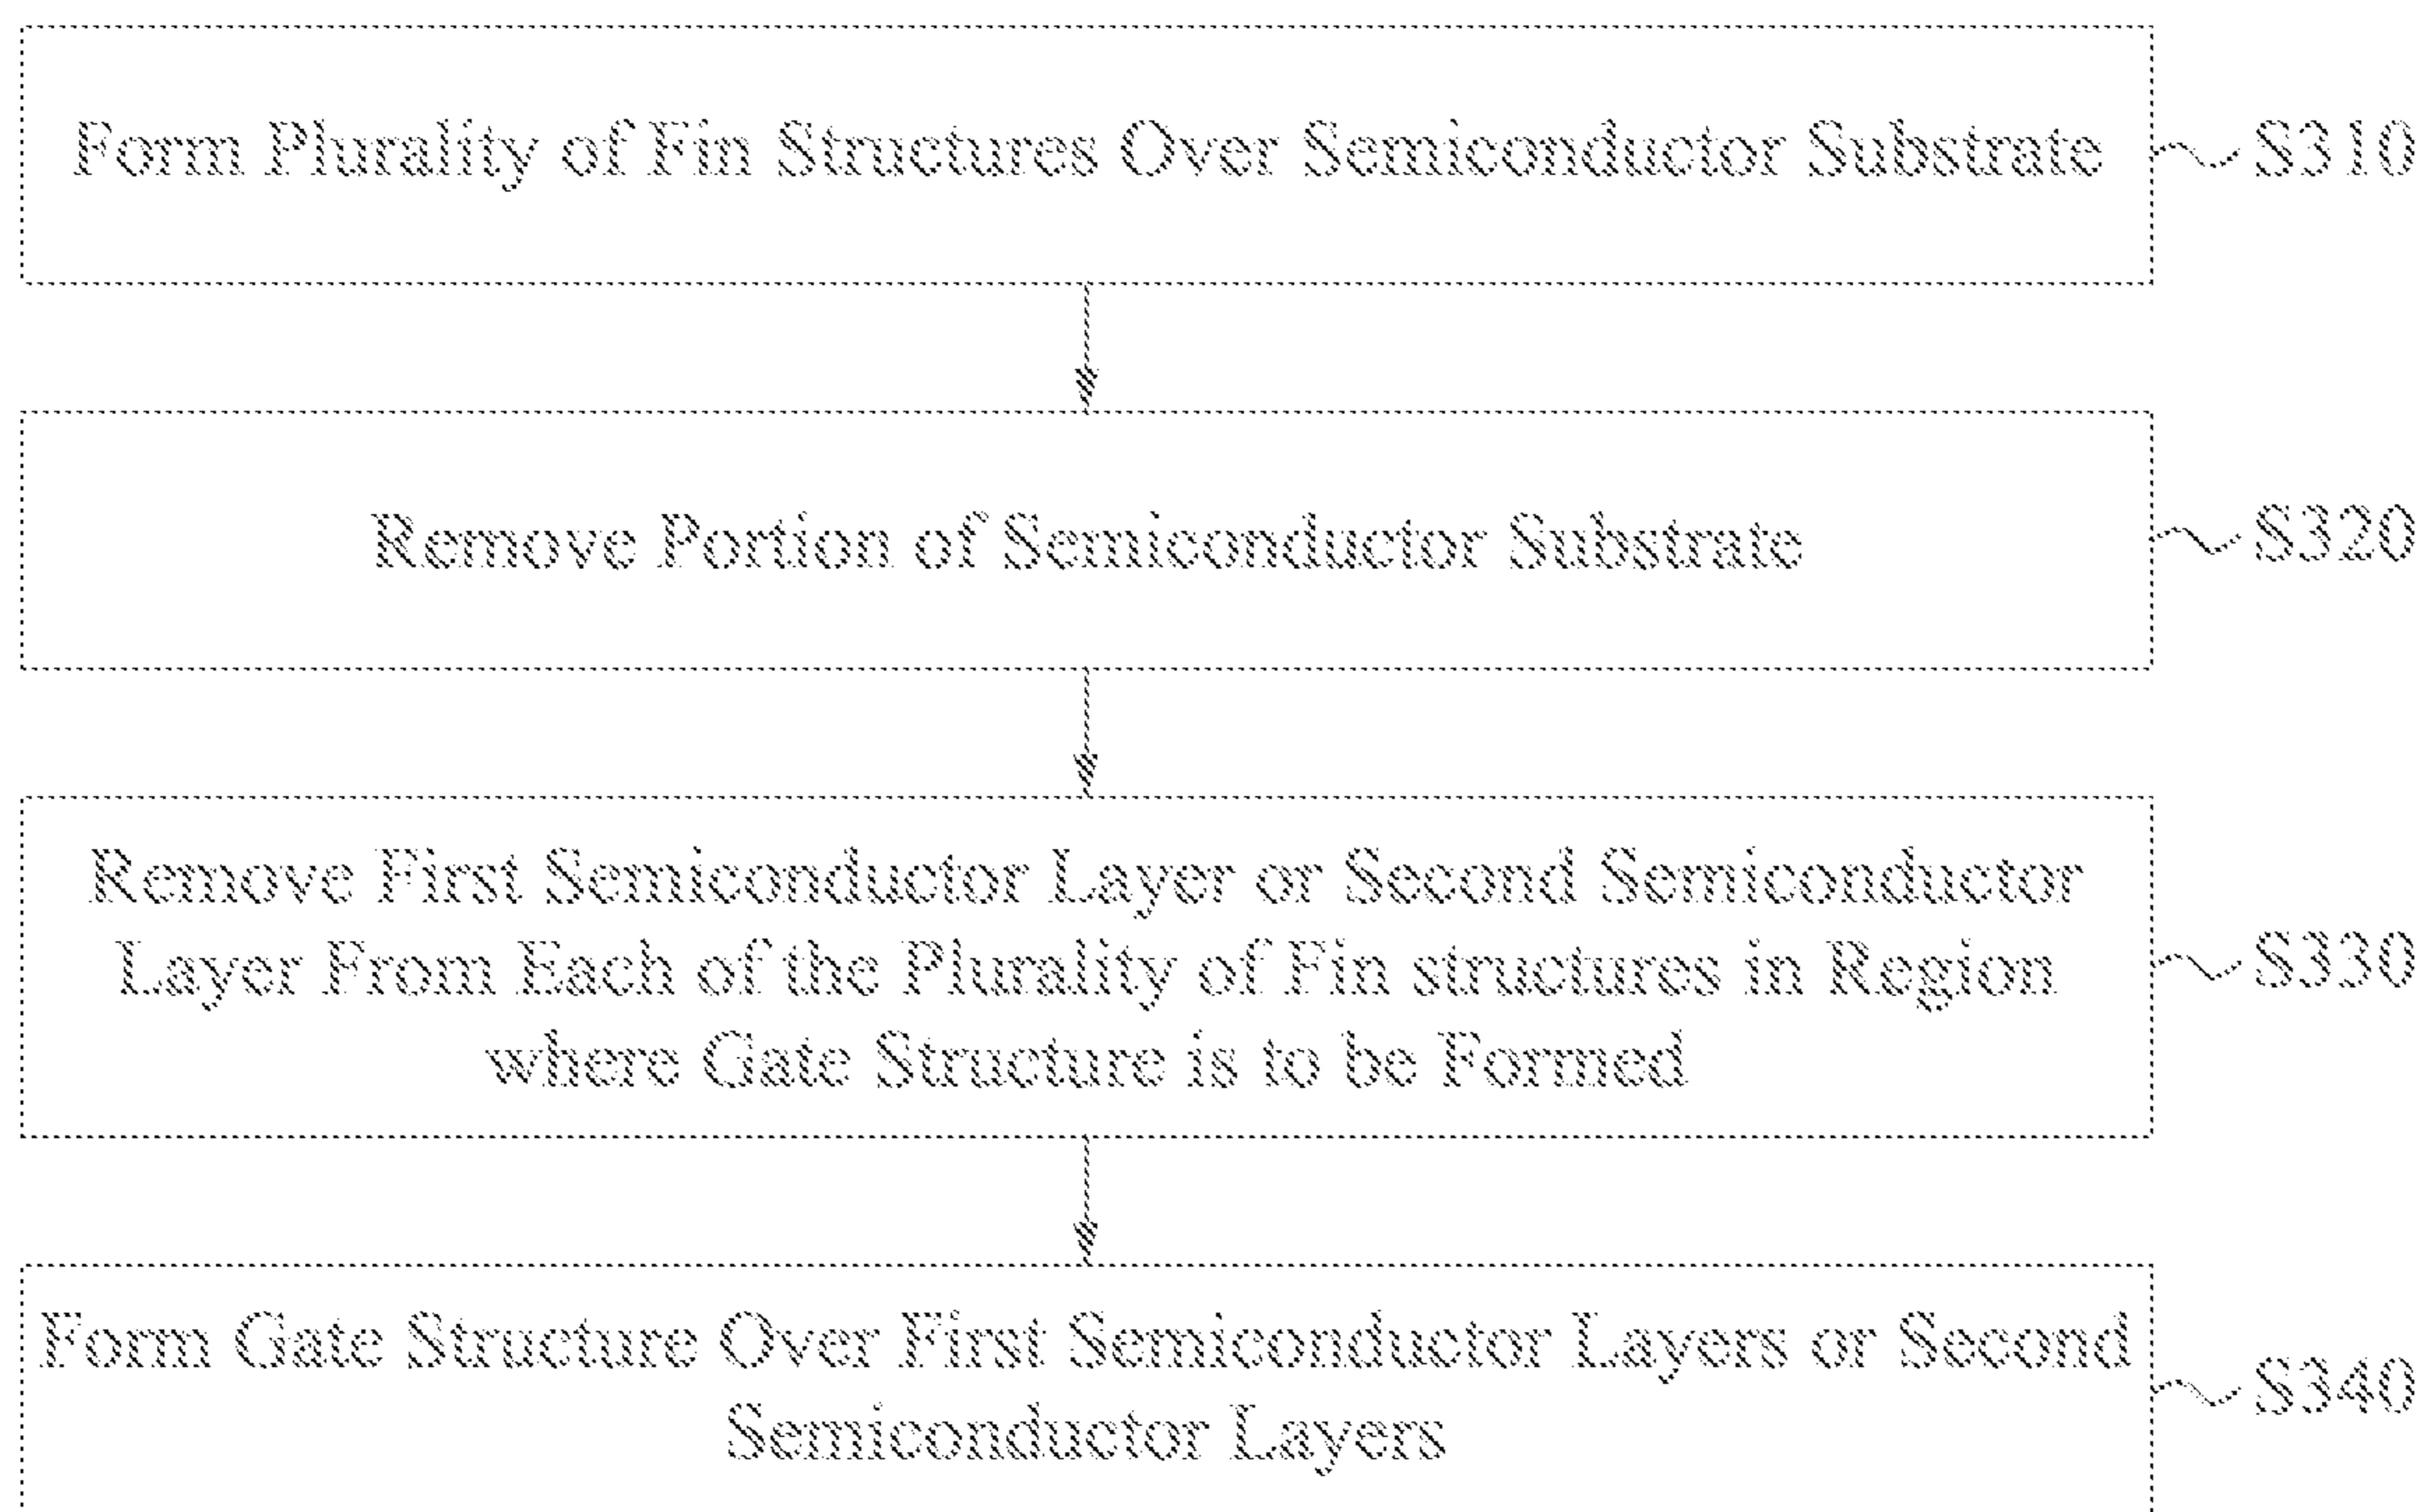 Form Plurality of Fin Structures Over Semiconductor Substrate
S310
Remove Portion of Semiconductor Substrate
S320
Remove First Semiconductor Layer or Second Semiconductor
Layer From Each of the Plurality of Fin structures in Region
where Gate Structure is to be Formed
S330
Form Gate Structure Over First Semiconductor Layers or Second
Semiconductor Layers
S340